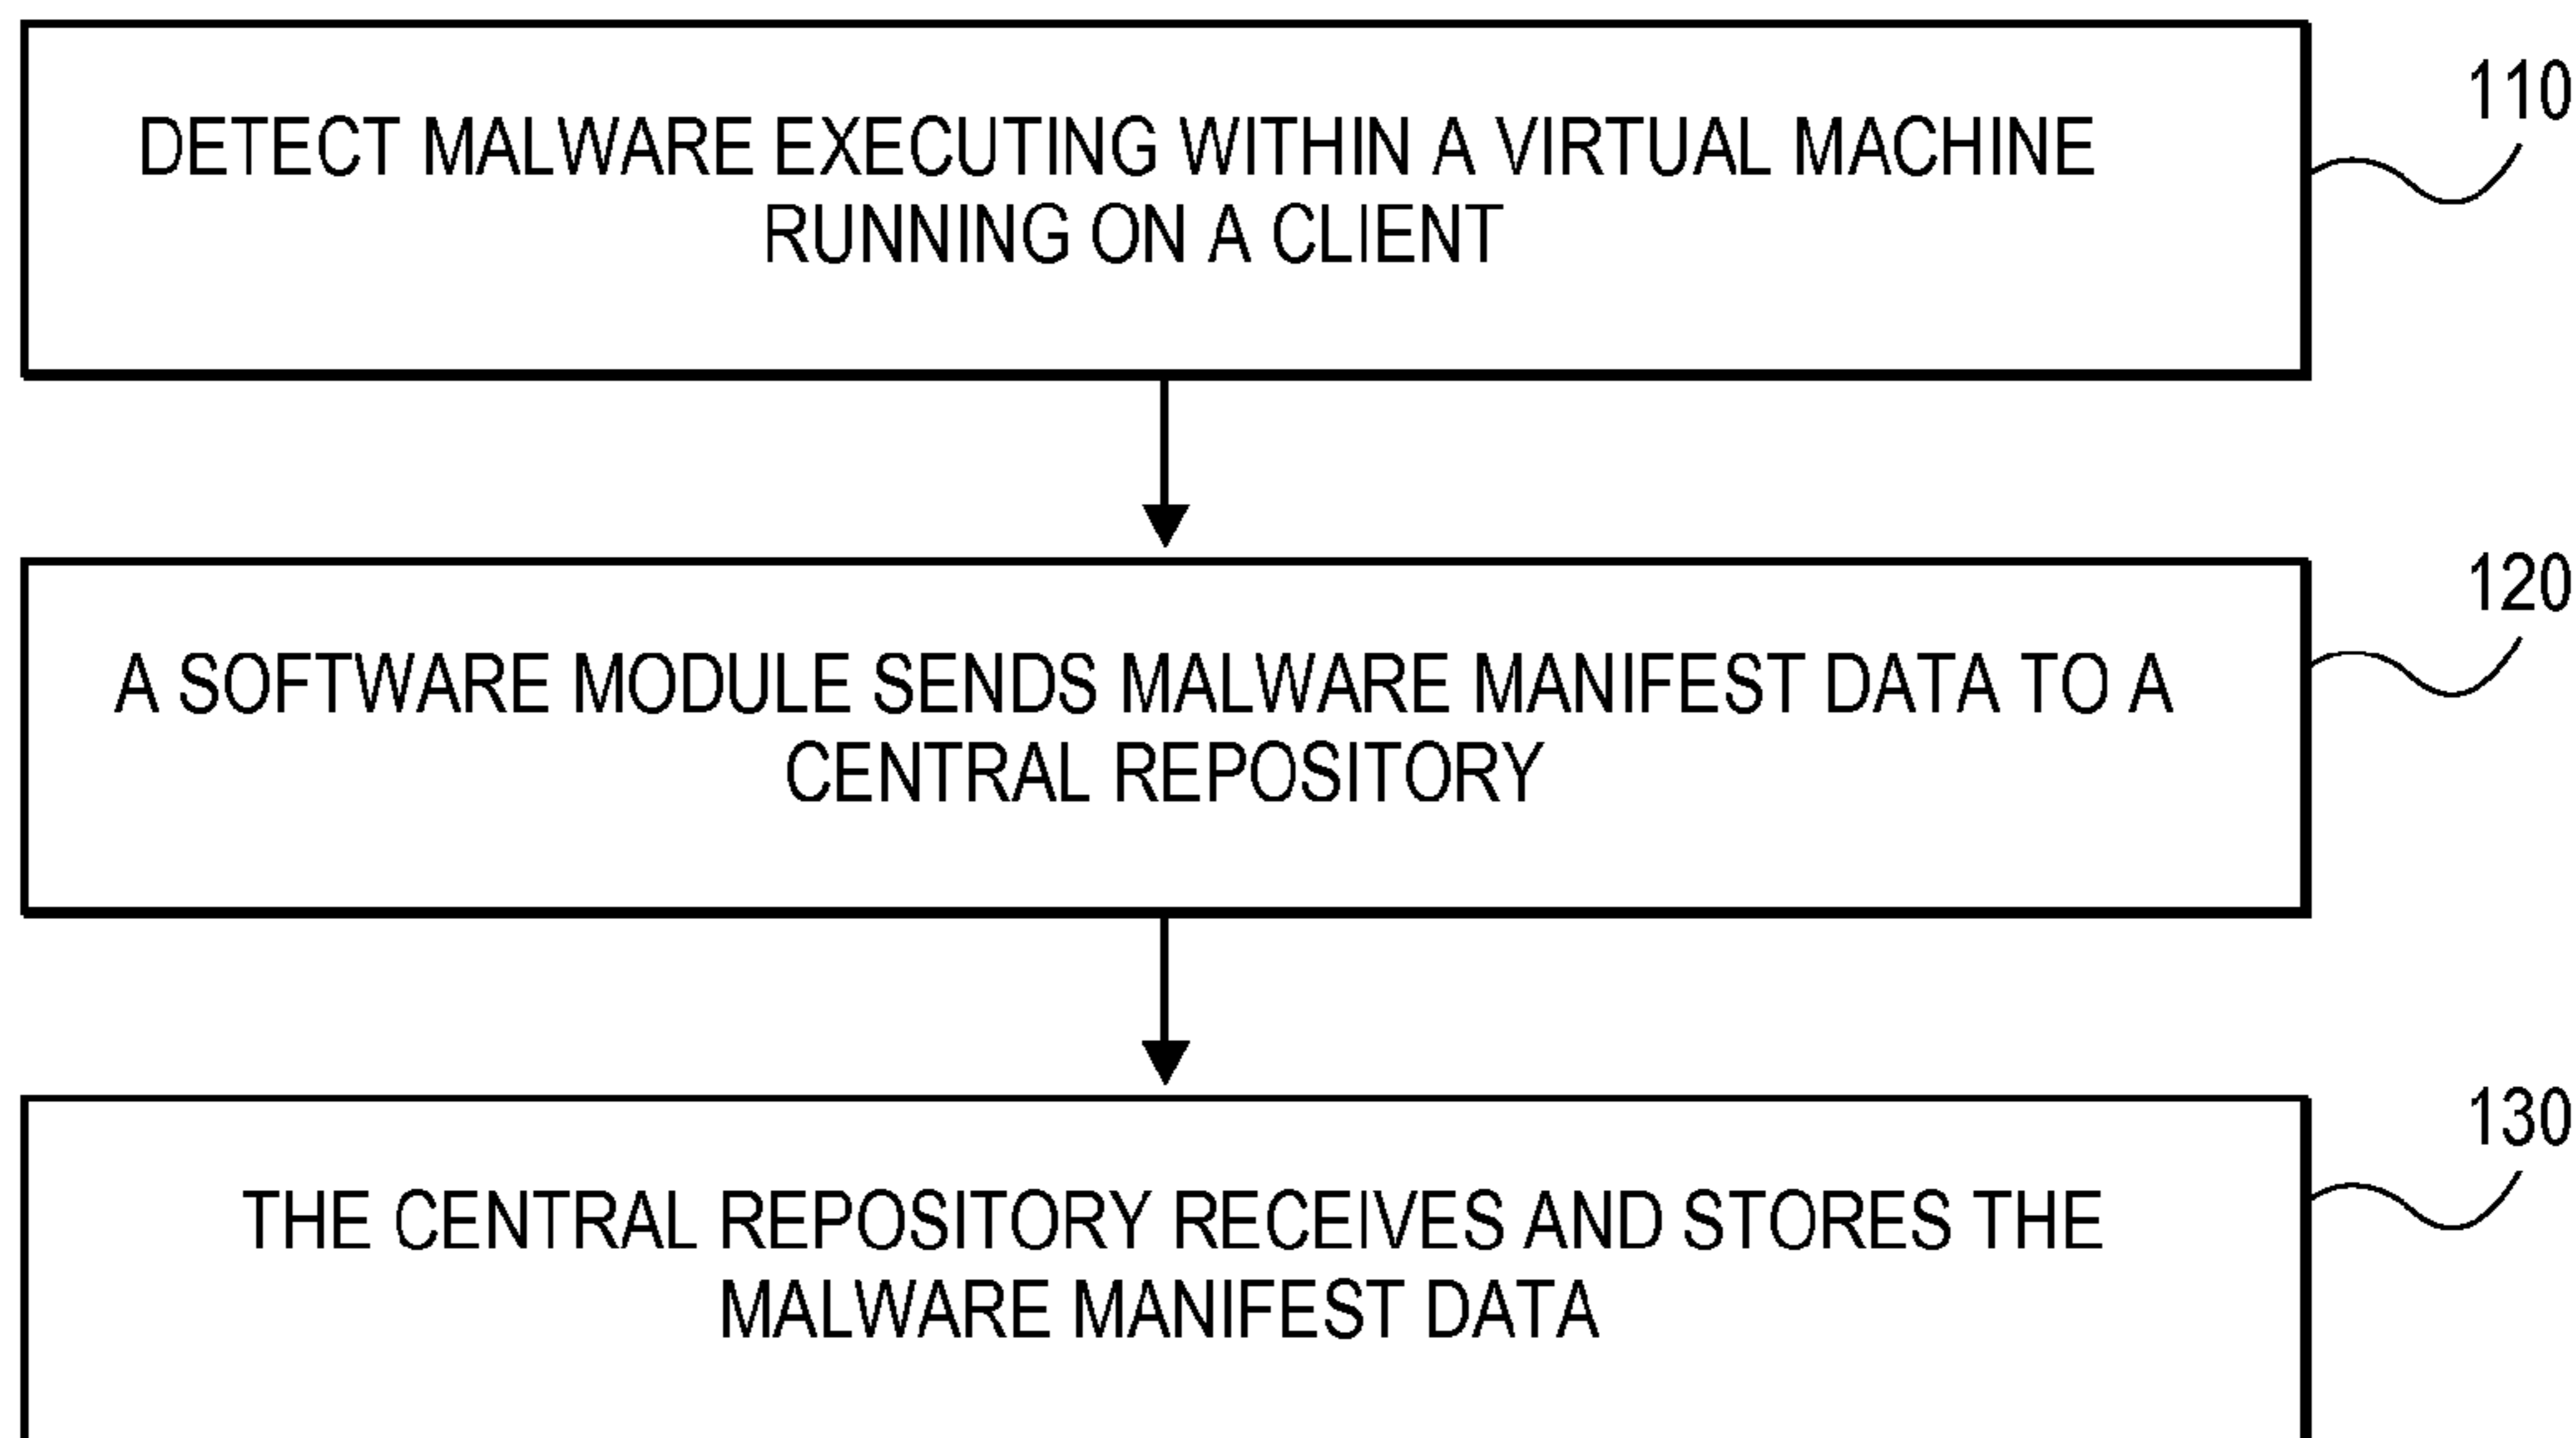 110
DETECT MALWARE EXECUTING WITHIN A VIRTUAL MACHINE
RUNNING ON A CLIENT
120
A SOFTWARE MODULE SENDS MALWARE MANIFEST DATA TO A
CENTRAL REPOSITORY
130
THE CENTRAL REPOSITORY RECEIVES AND STORES THE
MALWARE MANIFEST DATA